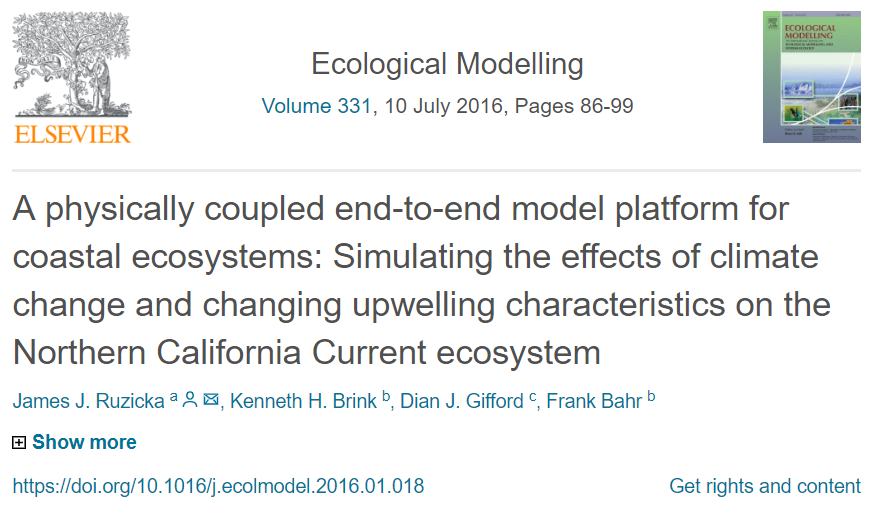 ELSEVIER
Ecological Modelling
Volume 331, 10 July 2016, Pages 86-99
ECOLOGICAL
MODELLING
A physically coupled end-to-end model platform for
coastal ecosystems: Simulating the effects of climate
change and changing upwelling characteristics on the
Northern California Current ecosystem
James J. Ruzicka a, Kenneth H. Brink b, Dian J. Gifford c, Frank Bahr b
Show more
https://doi.org/10.1016/j.ecolmodel.2016.01.018
Get rights and content